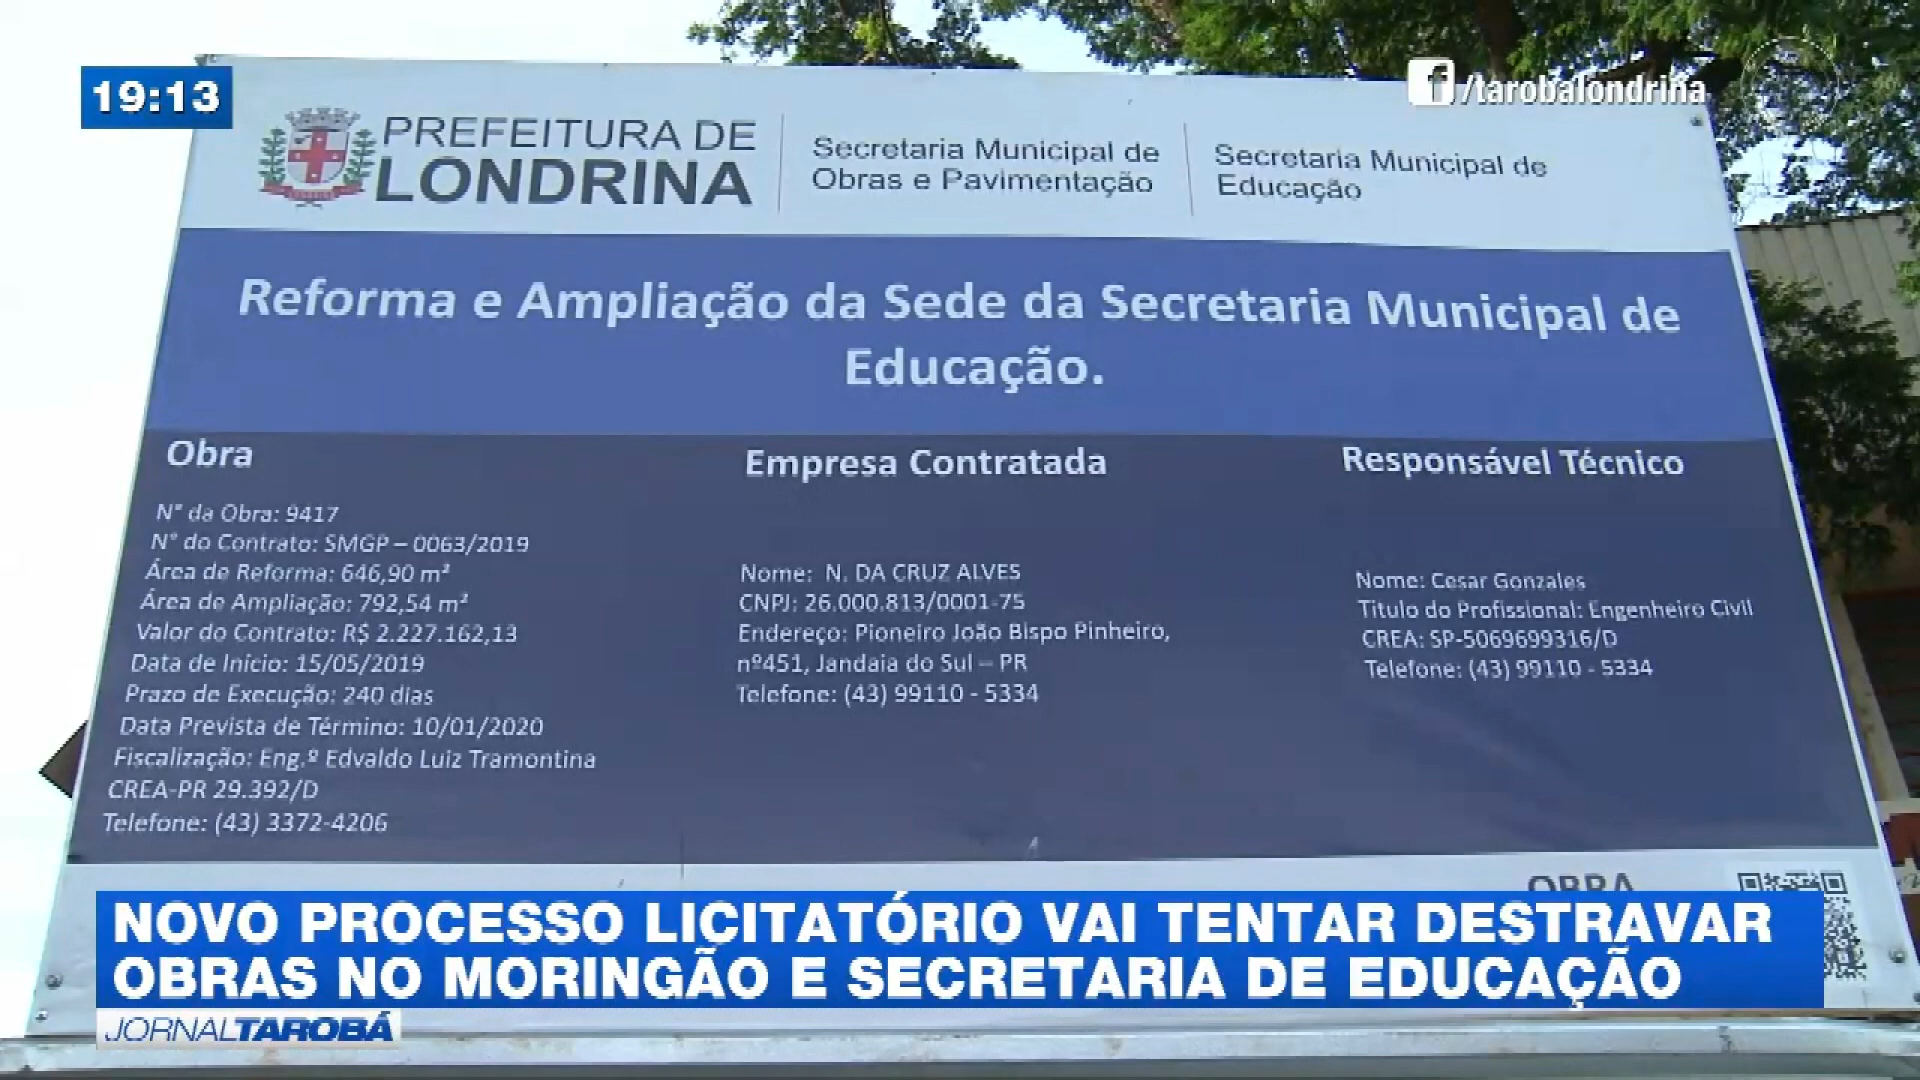 19:13
/tarobalondrina
PREFEITURA DE
LONDRINA
Secretaria Municipal de
Obras e Pavimentação
Secretaria Municipal de
Educação
Reforma e Ampliação da Sede da Secretaria Municipal de
Educação.
Obra
N° da Obra: 9417
N° do Contrato: SMGP – 0063/2019
Área de Reforma: 646,90 m²
Área de Ampliação: 792,54 m²
Valor do Contrato: R$ 2.227.162,13
Data de Início: 15/05/2019
Prazo de Execução: 240 dias
Data Prevista de Término: 10/01/2020
Fiscalização: Eng.º Edvaldo Luiz Tramontina
CREA-PR 29.392/D
Telefone: (43) 3372-4206
Empresa Contratada
Nome: N. DA CRUZ ALVES
CNPJ: 26.000.813/0001-75
Endereço: Pioneiro João Bispo Pinheiro,
nº451, Jandaia do Sul – PR
Telefone: (43) 99110 - 5334
Responsável Técnico
Nome: Cesar Gonzales
Titulo do Profissional: Engenheiro Civil
CREA: SP-5069699316/D
Telefone: (43) 99110 - 5334
OBRA
NOVO PROCESSO LICITATÓRIO VAI TENTAR DESTRAVAR
OBRAS NO MORINGÃO E SECRETARIA DE EDUCAÇÃO
JORNAL TAROBÁ